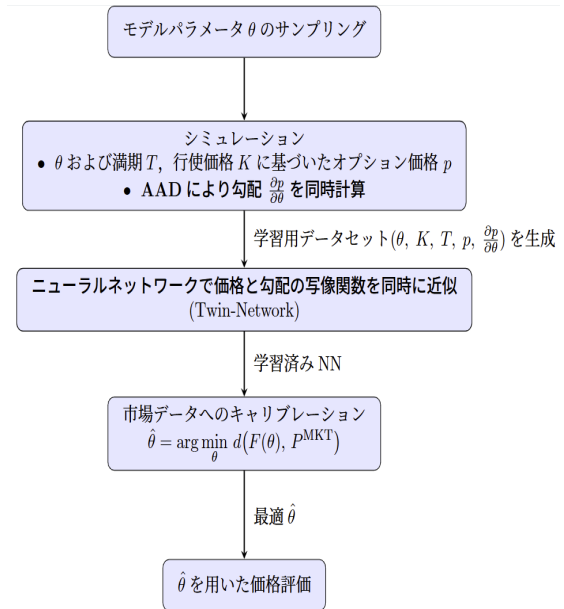 モデルパラメータ θ のサンプリング
シミュレーション
• θ および満期 T, 行使価格 K に基づいたオプション価格 p
• AAD により勾配 ∂p/∂θ を同時計算
学習用データセット(θ, K, T, p, ∂p/∂θ) を生成
ニューラルネットワークで価格と勾配の写像関数を同時に近似
(Twin-Network)
学習済み NN
市場データへのキャリブレーション
θ̂ = arg min_θ d(F(θ), P^MKT)
最適 θ̂
θ̂ を用いた価格評価